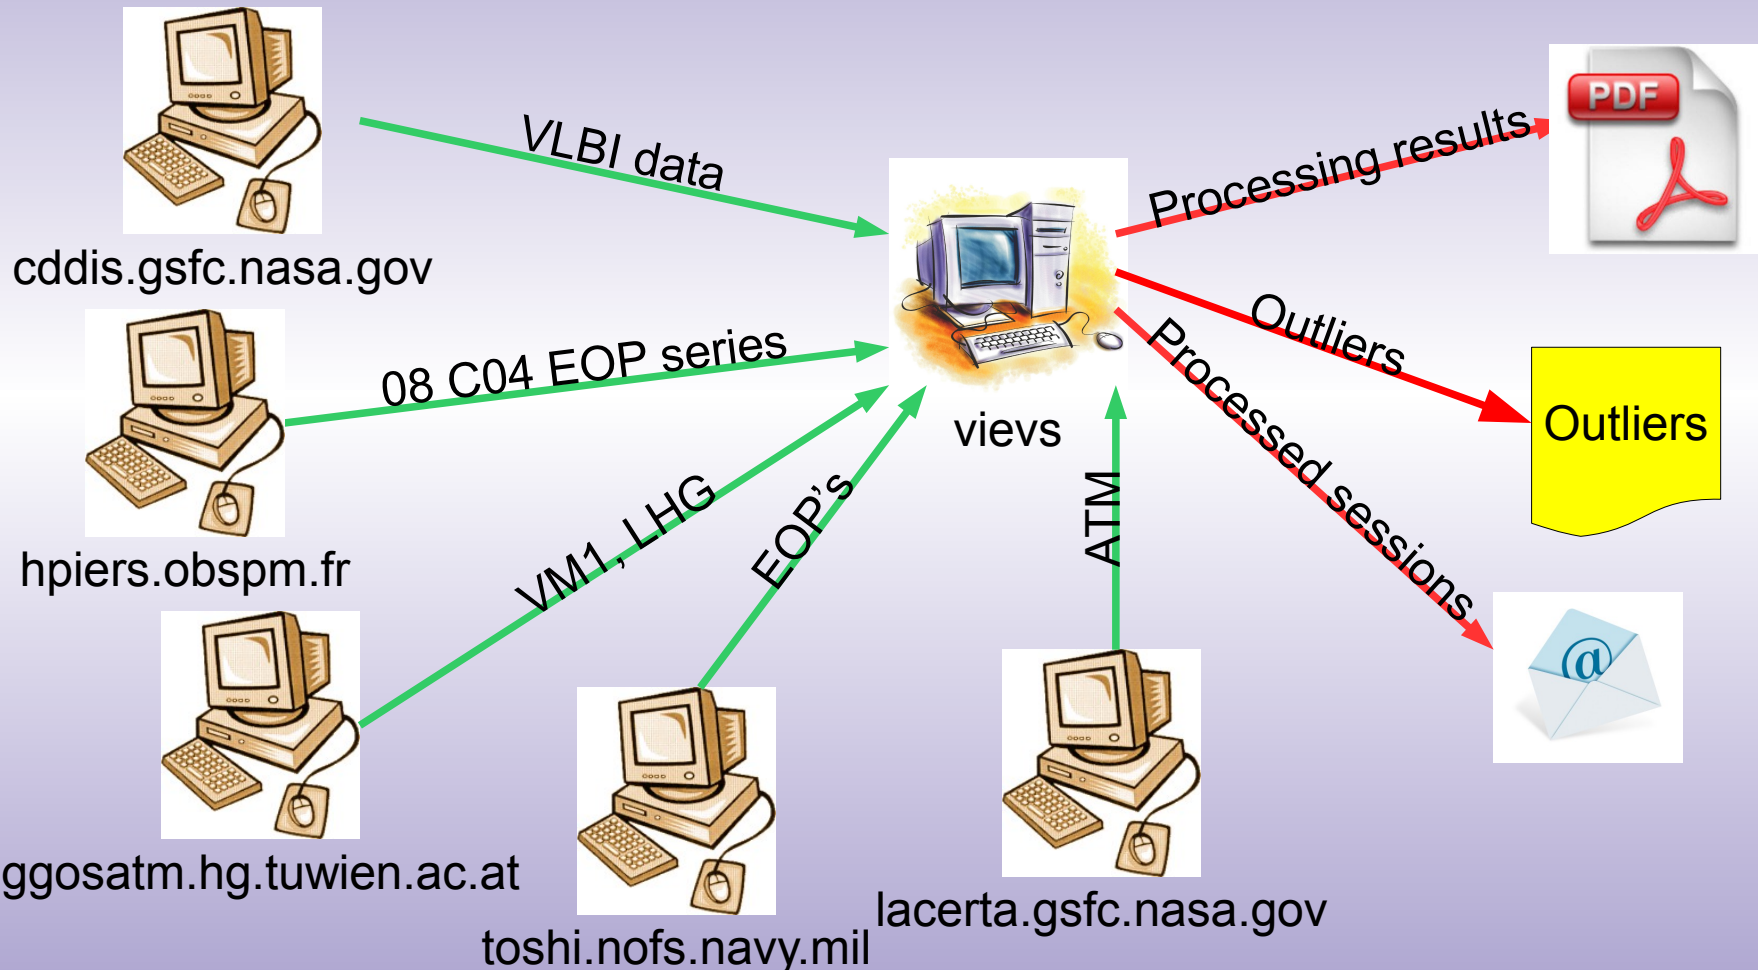 VLBI data
cddis.gsfc.nasa.gov
08 C04 EOP series
hpiers.obspm.fr
VM1, LHG
ggosatm.hg.tuwien.ac.at
EOP's
toshi.nofs.navy.mil
ATM
lacerta.gsfc.nasa.gov
vievs
Processing results
PDF
Outliers
Outliers
Processed sessions
@